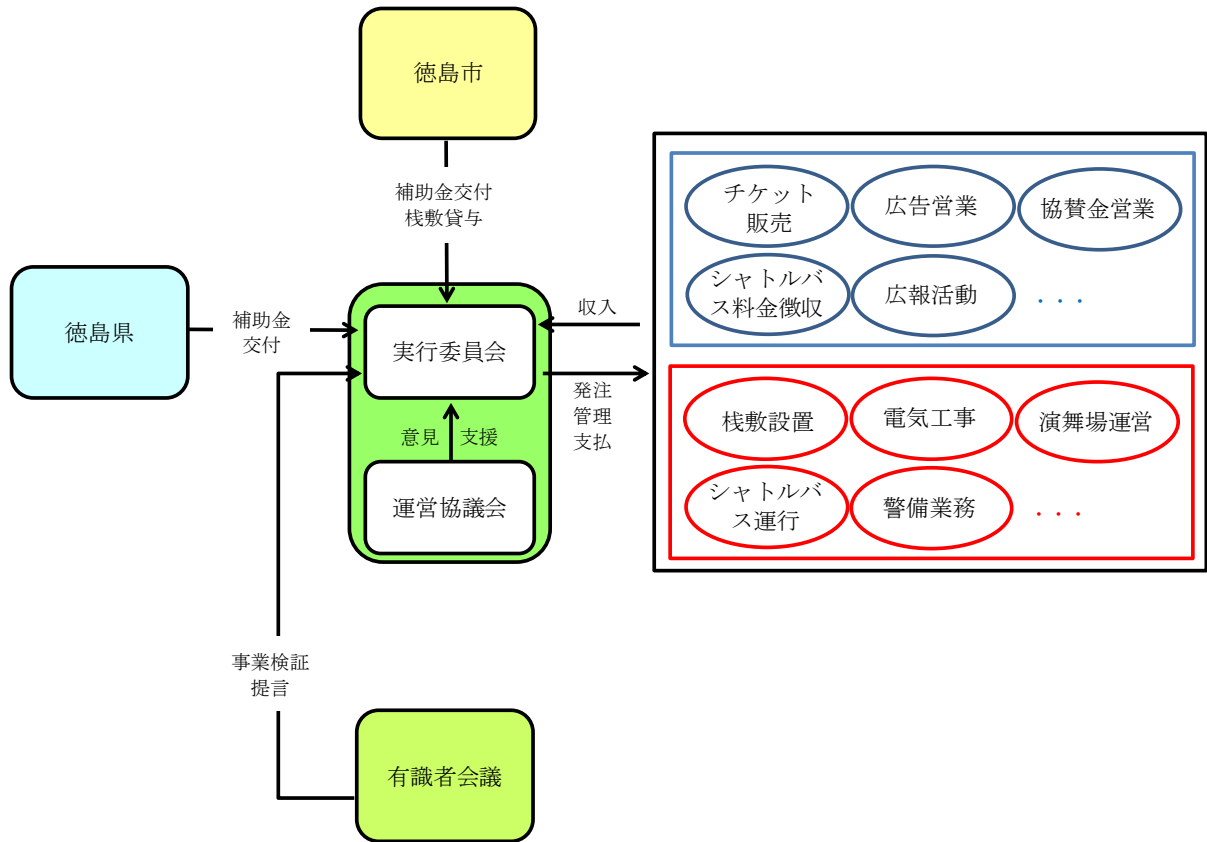 徳島市
補助金交付
桟敷貸与
徳島県
補助金
交付
実行委員会
意見 支援
運営協議会
収入
発注
管理
支払
チケット
販売
広告営業
協賛金営業
シャトルバ
ス料金徴収
広報活動
...
桟敷設置
電気工事
演舞場運営
シャトルバ
ス運行
警備業務
...
事業検証
提言
有識者会議